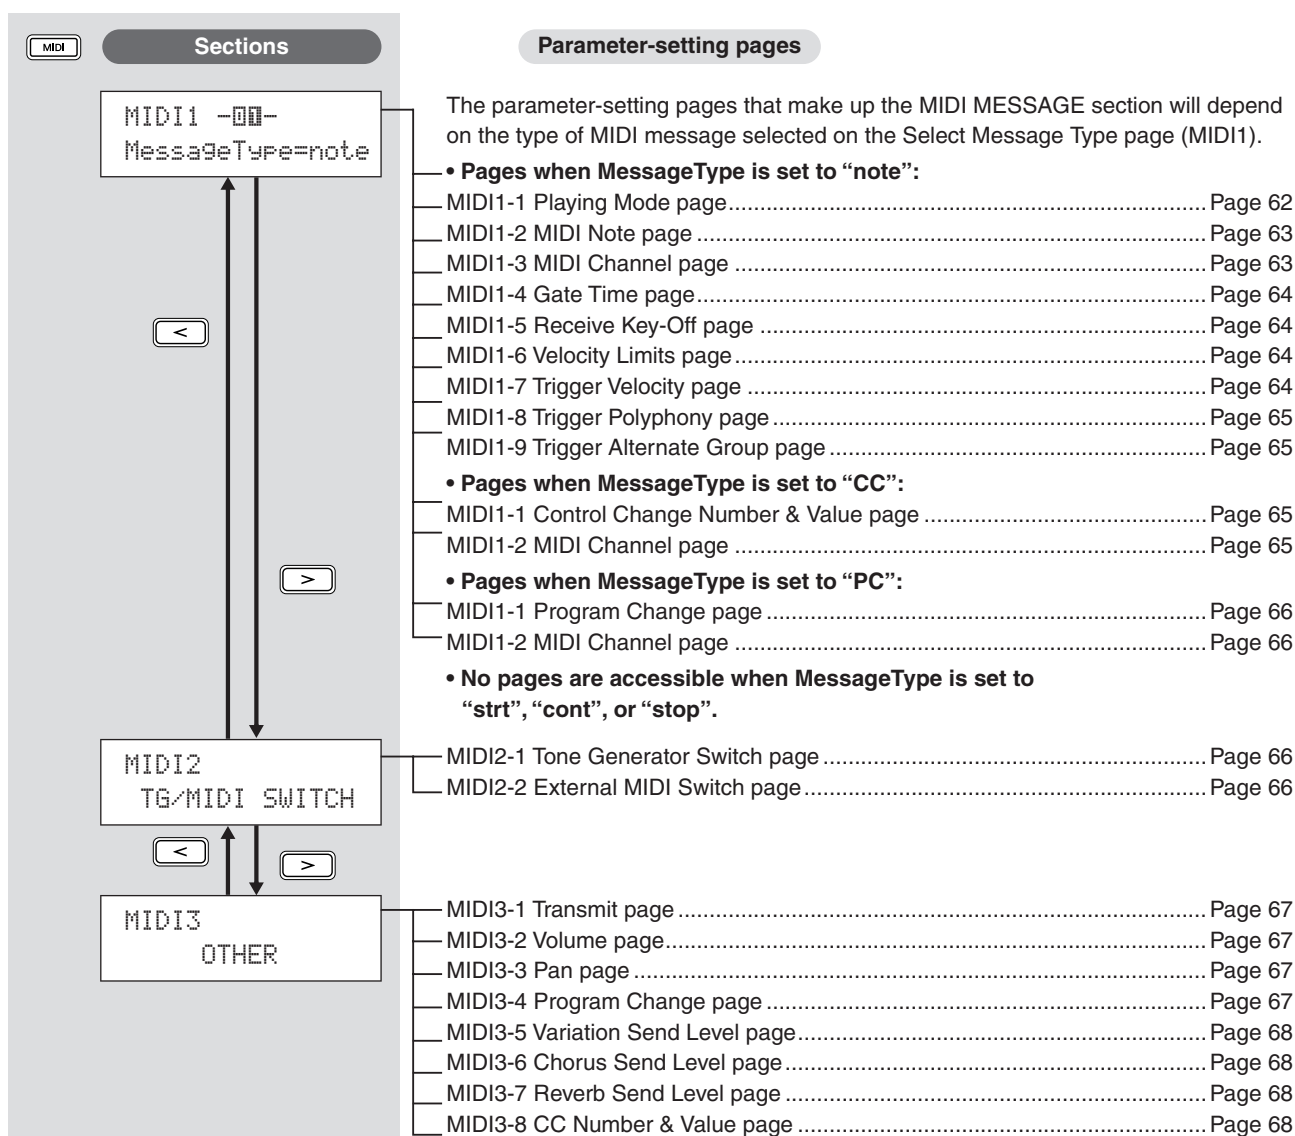 MIDI
Sections
Parameter-setting pages
MIDI1 -01-
MessageType=note
The parameter-setting pages that make up the MIDI MESSAGE section will depend
on the type of MIDI message selected on the Select Message Type page (MIDI1).
• Pages when MessageType is set to “note”:
MIDI1-1 Playing Mode page.......... Page 62
MIDI1-2 MIDI Note page .......... Page 63
MIDI1-3 MIDI Channel page .......... Page 63
MIDI1-4 Gate Time page.......... Page 64
MIDI1-5 Receive Key-Off page .......... Page 64
MIDI1-6 Velocity Limits page.......... Page 64
MIDI1-7 Trigger Velocity page .......... Page 64
MIDI1-8 Trigger Polyphony page .......... Page 65
MIDI1-9 Trigger Alternate Group page .......... Page 65
• Pages when MessageType is set to “CC”:
MIDI1-1 Control Change Number & Value page .......... Page 65
MIDI1-2 MIDI Channel page .......... Page 65
• Pages when MessageType is set to “PC”:
MIDI1-1 Program Change page .......... Page 66
MIDI1-2 MIDI Channel page .......... Page 66
• No pages are accessible when MessageType is set to
“strt”, “cont”, or “stop”.
<
>
MIDI2
TG/MIDI SWITCH
MIDI2-1 Tone Generator Switch page .......... Page 66
MIDI2-2 External MIDI Switch page.......... Page 66
<
>
MIDI3
OTHER
MIDI3-1 Transmit page .......... Page 67
MIDI3-2 Volume page.......... Page 67
MIDI3-3 Pan page .......... Page 67
MIDI3-4 Program Change page .......... Page 67
MIDI3-5 Variation Send Level page.......... Page 68
MIDI3-6 Chorus Send Level page .......... Page 68
MIDI3-7 Reverb Send Level page .......... Page 68
MIDI3-8 CC Number & Value page .......... Page 68